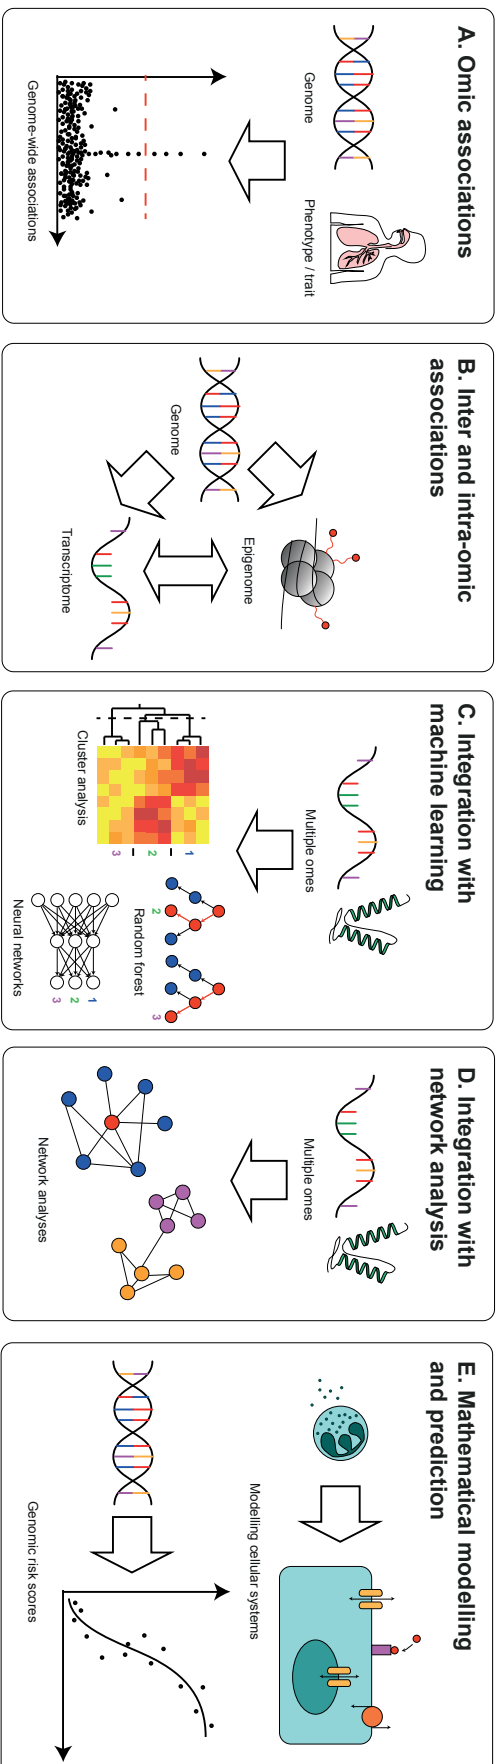 A. Omic associations
Genome
Phenotype / trait
Genome-wide associations
B. Inter and intra-omic
associations
Genome
Epigenome
Transcriptome
C. Integration with
machine learning
Multiple omes
1
2
3
Cluster analysis
2
3
Random forest
1
2
3
Neural networks
D. Integration with
network analysis
Multiple omes
Network analyses
E. Mathematical modelling
and prediction
Modelling cellular systems
Genomic risk scores